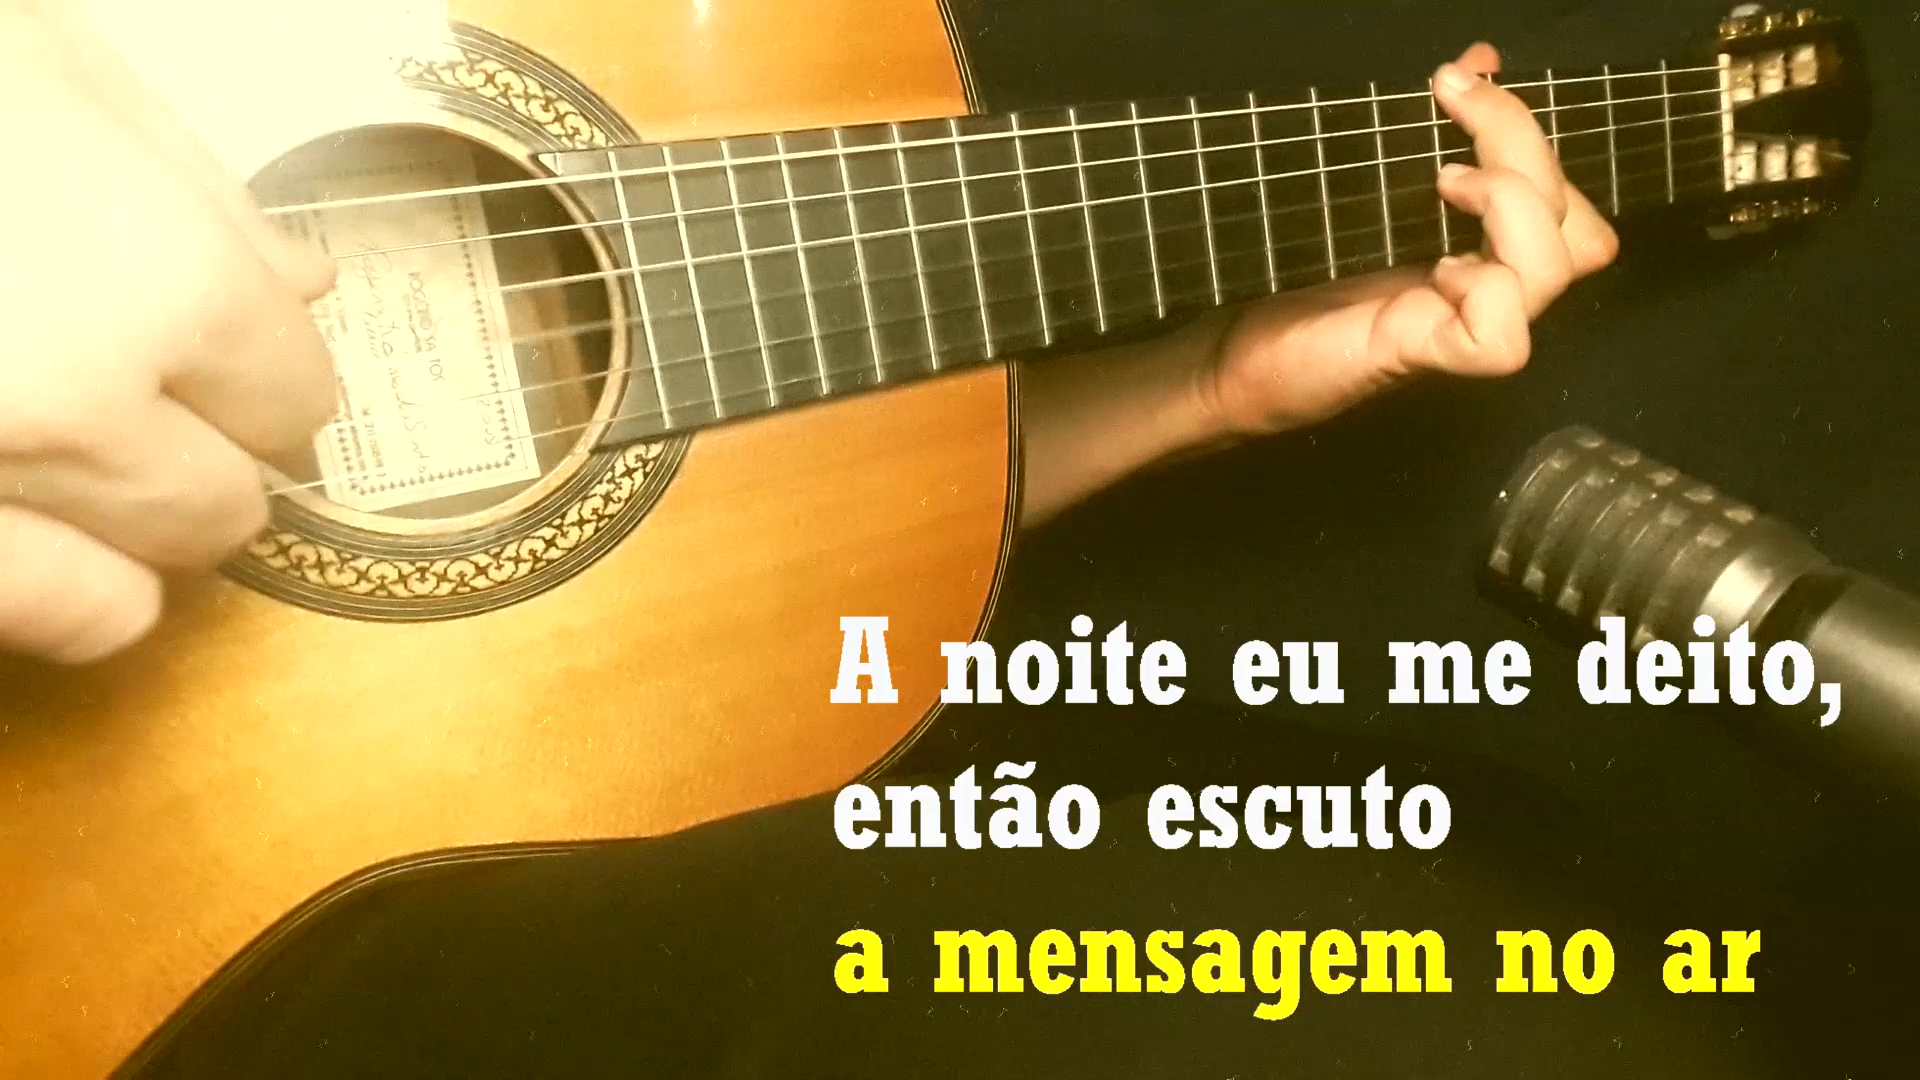 A noite eu me deito,
então escuto
a mensagem no ar